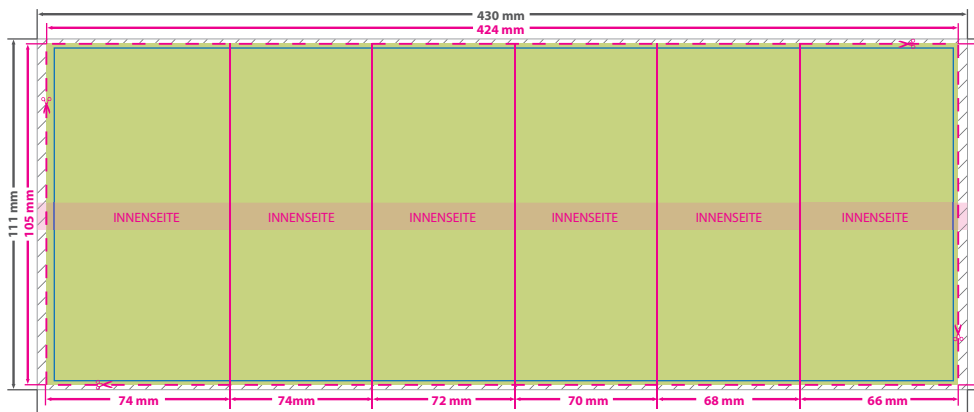 430 mm
424 mm
111 mm
105 mm
INNENSEITE
INNENSEITE
INNENSEITE
INNENSEITE
INNENSEITE
INNENSEITE
74 mm
74mm
72 mm
70 mm
68 mm
66 mm